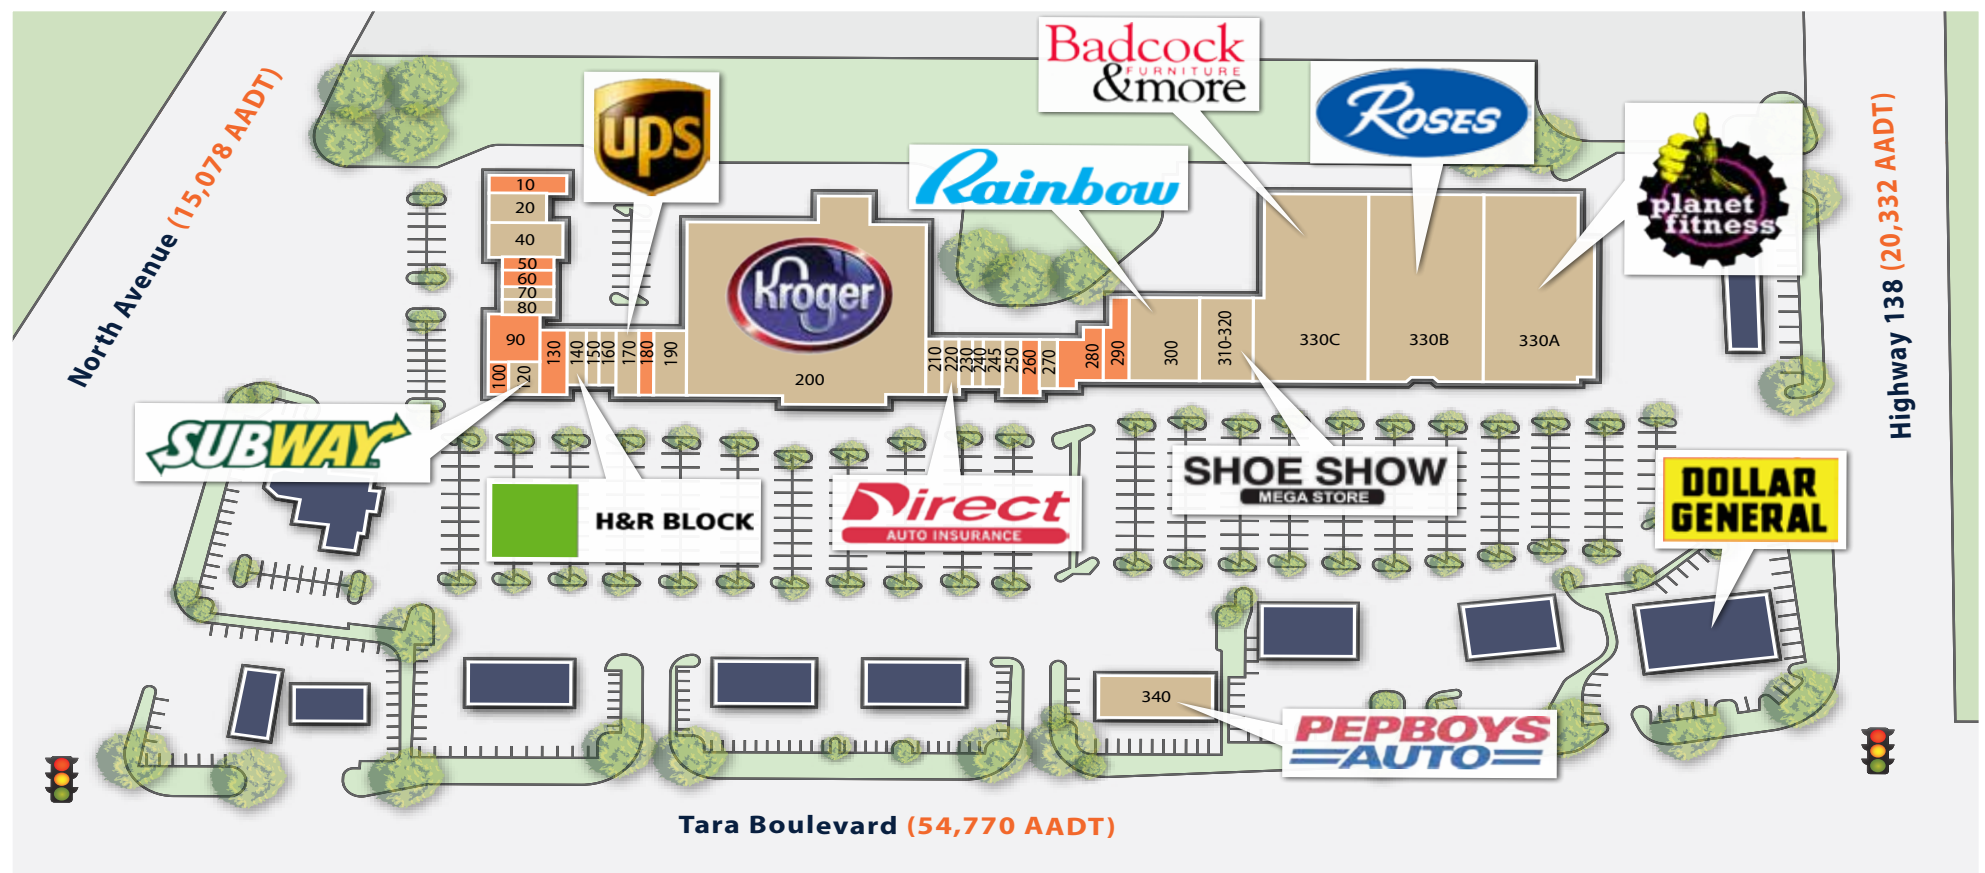 Badcock
FURNITURE
&more
ROSES
ups
planet
fitness
Rainbow
North Avenue (15,078 AADT)
Highway 138 (20,332 AADT)
10
20
40
50
60
70
80
90
100
120
130
140
150
160
170
180
190
Kroger
200
210
220
230
240
245
250
260
270
280
290
300
310-320
330C
330B
330A
SUBWAY
H&R BLOCK
Direct
AUTO INSURANCE
SHOE SHOW
MEGA STORE
DOLLAR
GENERAL
340
PEPBOYS
AUTO
Tara Boulevard (54,770 AADT)